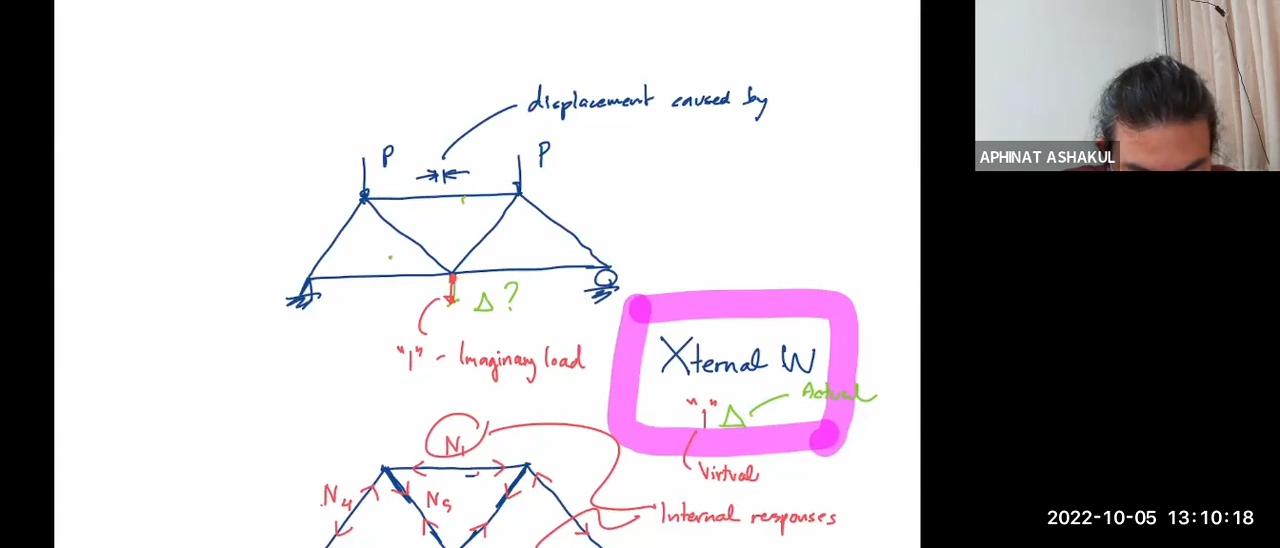 displacement caused by
P
P
APHINAT ASHAKUL
Δ?
"1" - Imaginary load
Xternal W
"1" Δ
Actual
Virtual
N1
N4
N5
Internal responses
2022-10-05 13:10:18